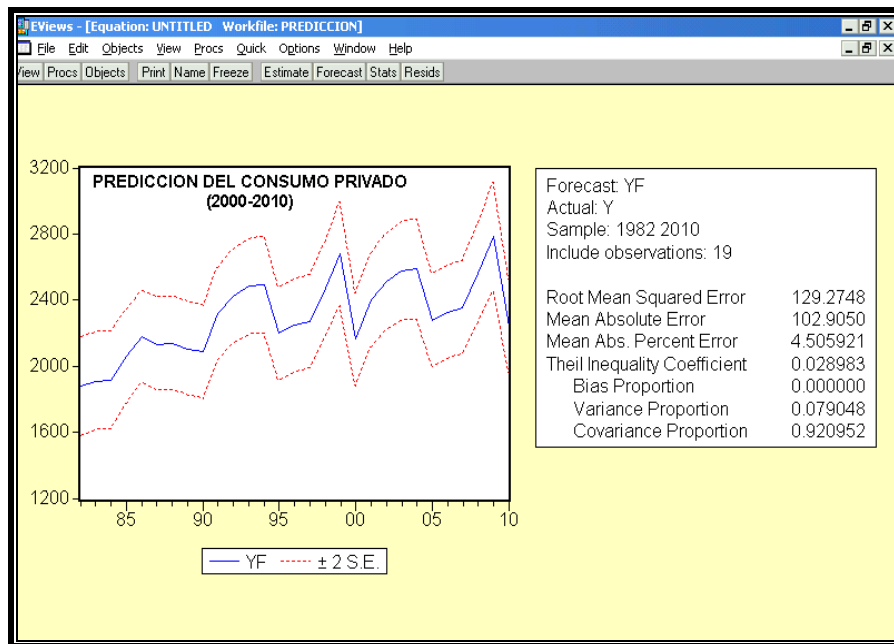 EViews - [Equation: UNTITLED Workfile: PREDICCION]
File Edit Objects View Procs Quick Options Window Help
View Procs Objects Print Name Freeze Estimate Forecast Stats Resids
PREDICCION DEL CONSUMO PRIVADO
(2000-2010)
3200
2800
2400
2000
1600
1200
85 90 95 00 05 10
YF ± 2 S.E.
Forecast: YF
Actual: Y
Sample: 1982 2010
Include observations: 19
Root Mean Squared Error 129.2748
Mean Absolute Error 102.9050
Mean Abs. Percent Error 4.505921
Theil Inequality Coefficient 0.028983
Bias Proportion 0.000000
Variance Proportion 0.079048
Covariance Proportion 0.920952